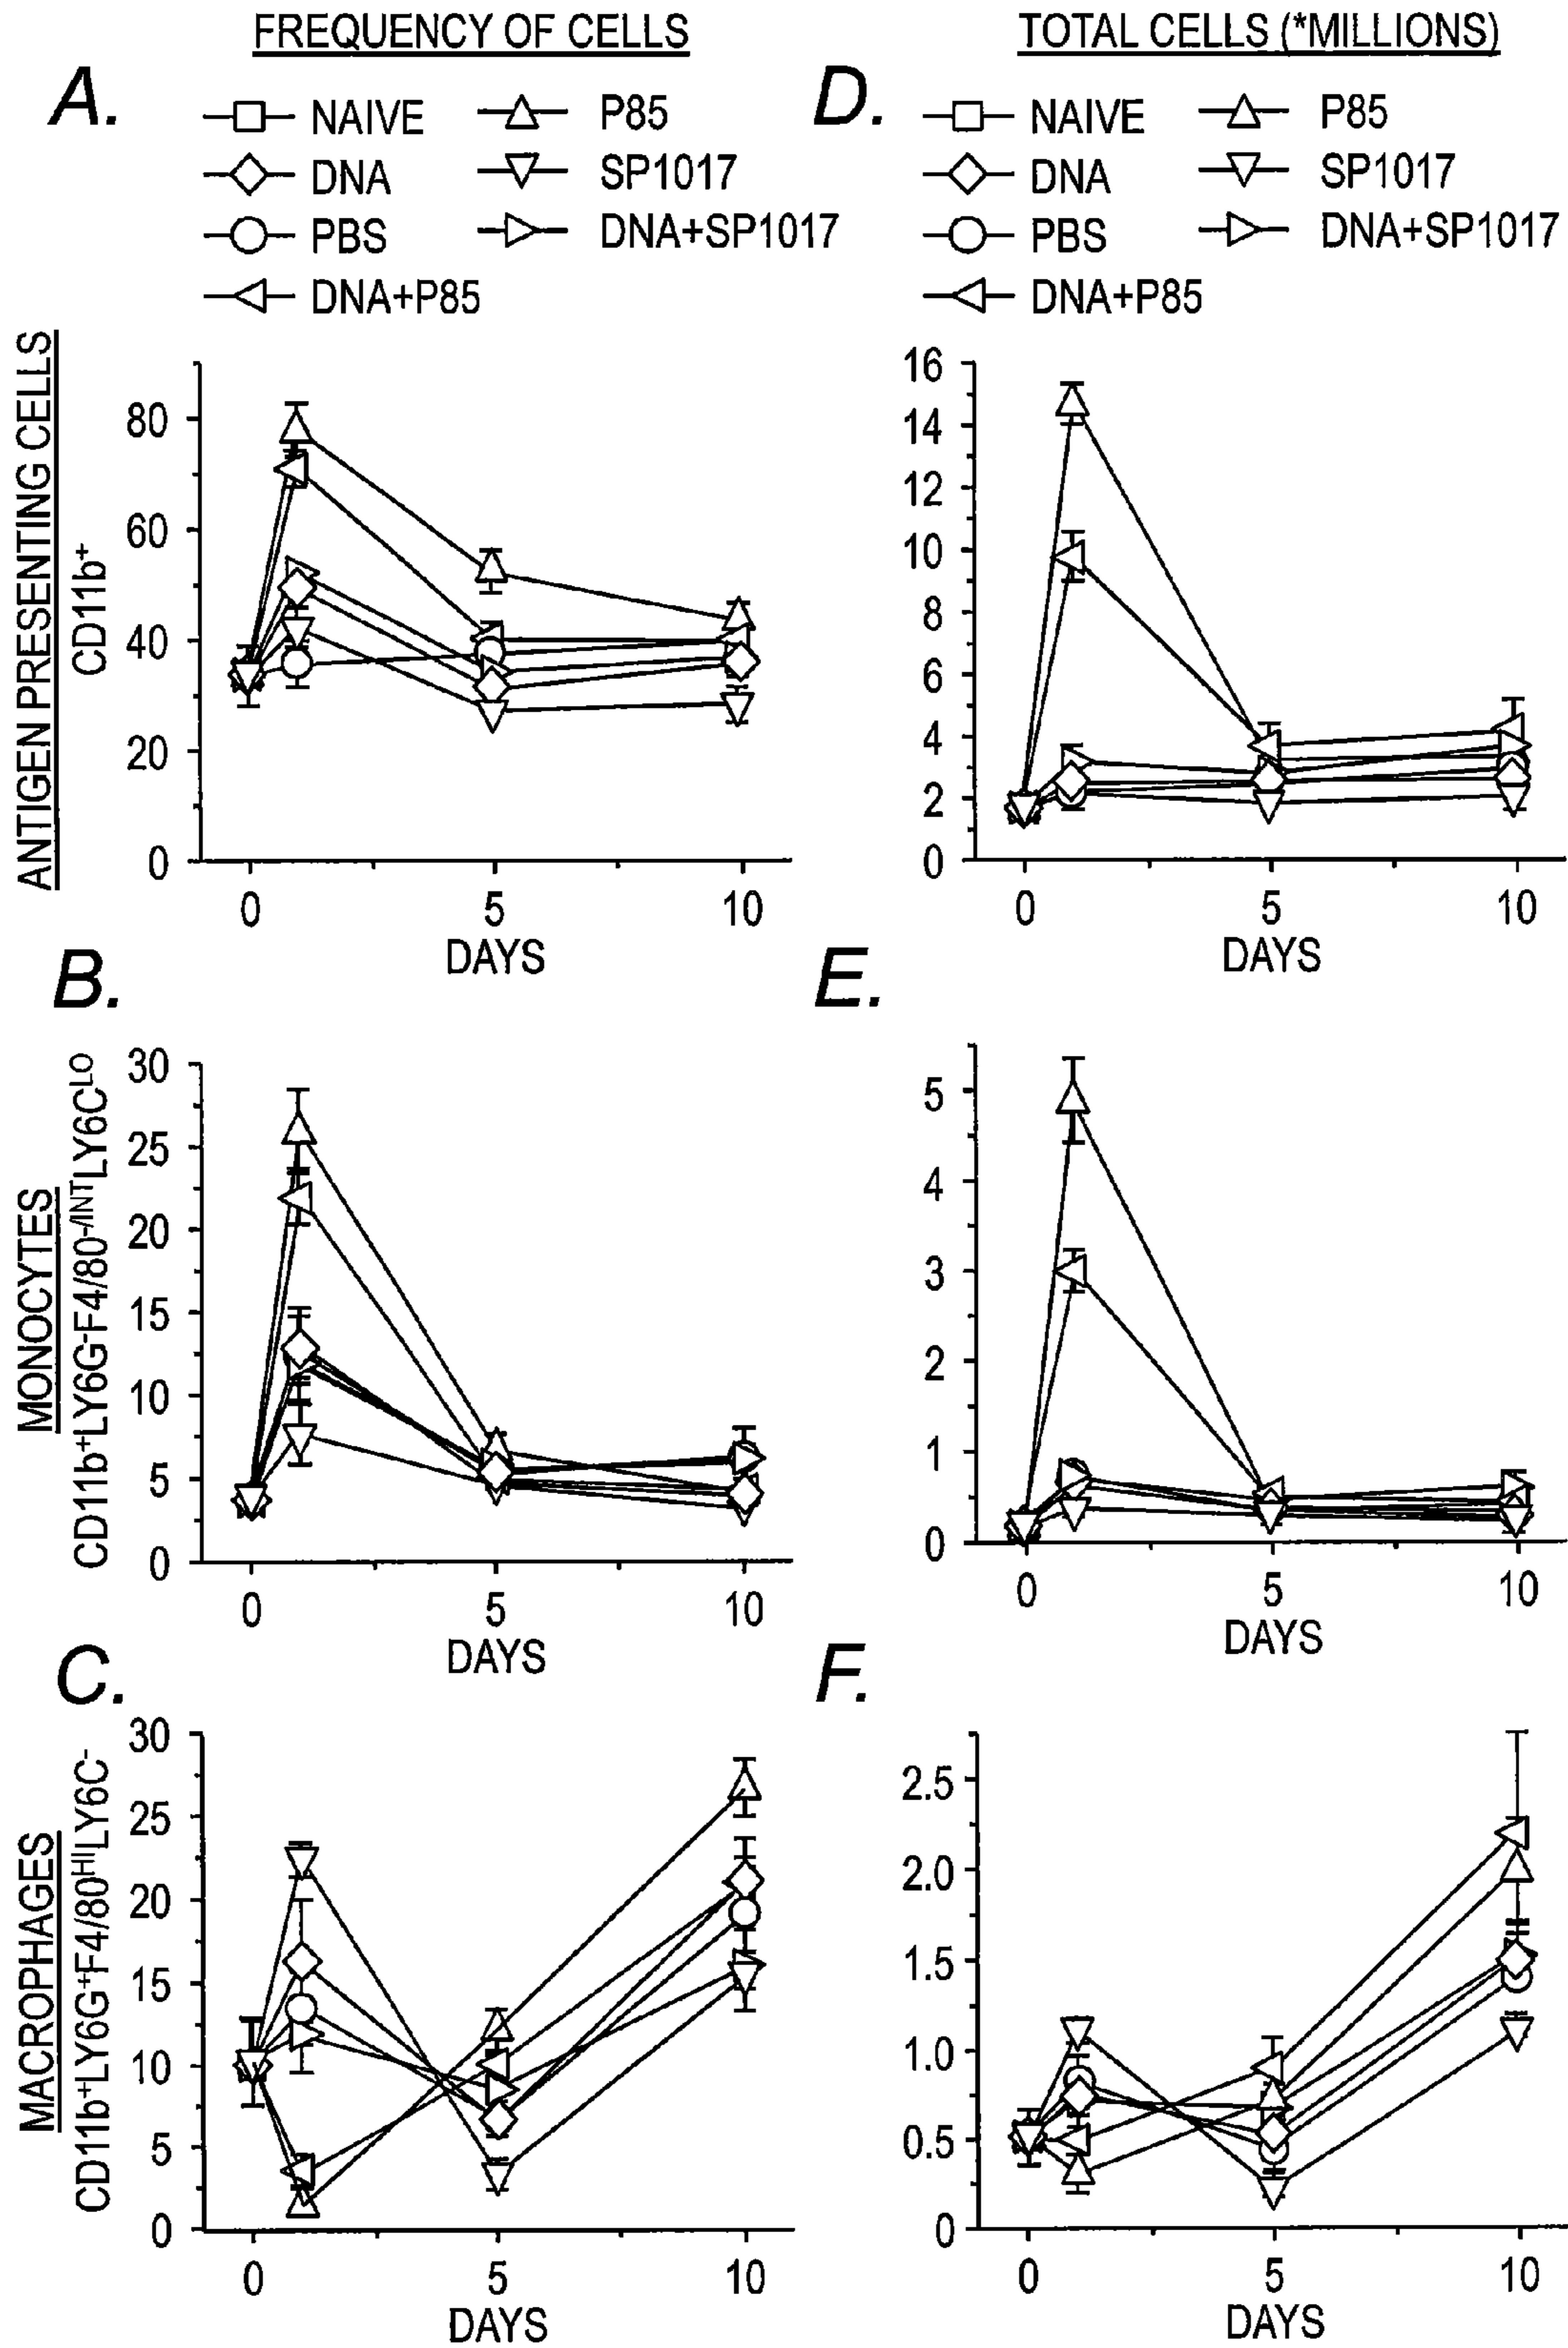 FREQUENCY OF CELLS
A.
NAIVE
P85
DNA
SP1017
PBS
DNA+SP1017
DNA+P85
ANTIGEN PRESENTING CELLS
CD11b⁺
80
60
40
20
0
0 5 10
DAYS
B.
MONOCYTES
CD11b⁺LY6G⁻F4/80⁻/ᴵᴺᵀLY6Cᴸᴼ
30
25
20
15
10
5
0
0 5 10
DAYS
C.
MACROPHAGES
CD11b⁺LY6G⁺F4/80ᴴᴵLY6C⁻
30
25
20
15
10
5
0
0 5 10
DAYS
TOTAL CELLS (*MILLIONS)
D.
NAIVE
P85
DNA
SP1017
PBS
DNA+SP1017
DNA+P85
16
14
12
10
8
6
4
2
0
0 5 10
DAYS
E.
5
4
3
2
1
0
0 5 10
DAYS
F.
2.5
2.0
1.5
1.0
0.5
0
0 5 10
DAYS